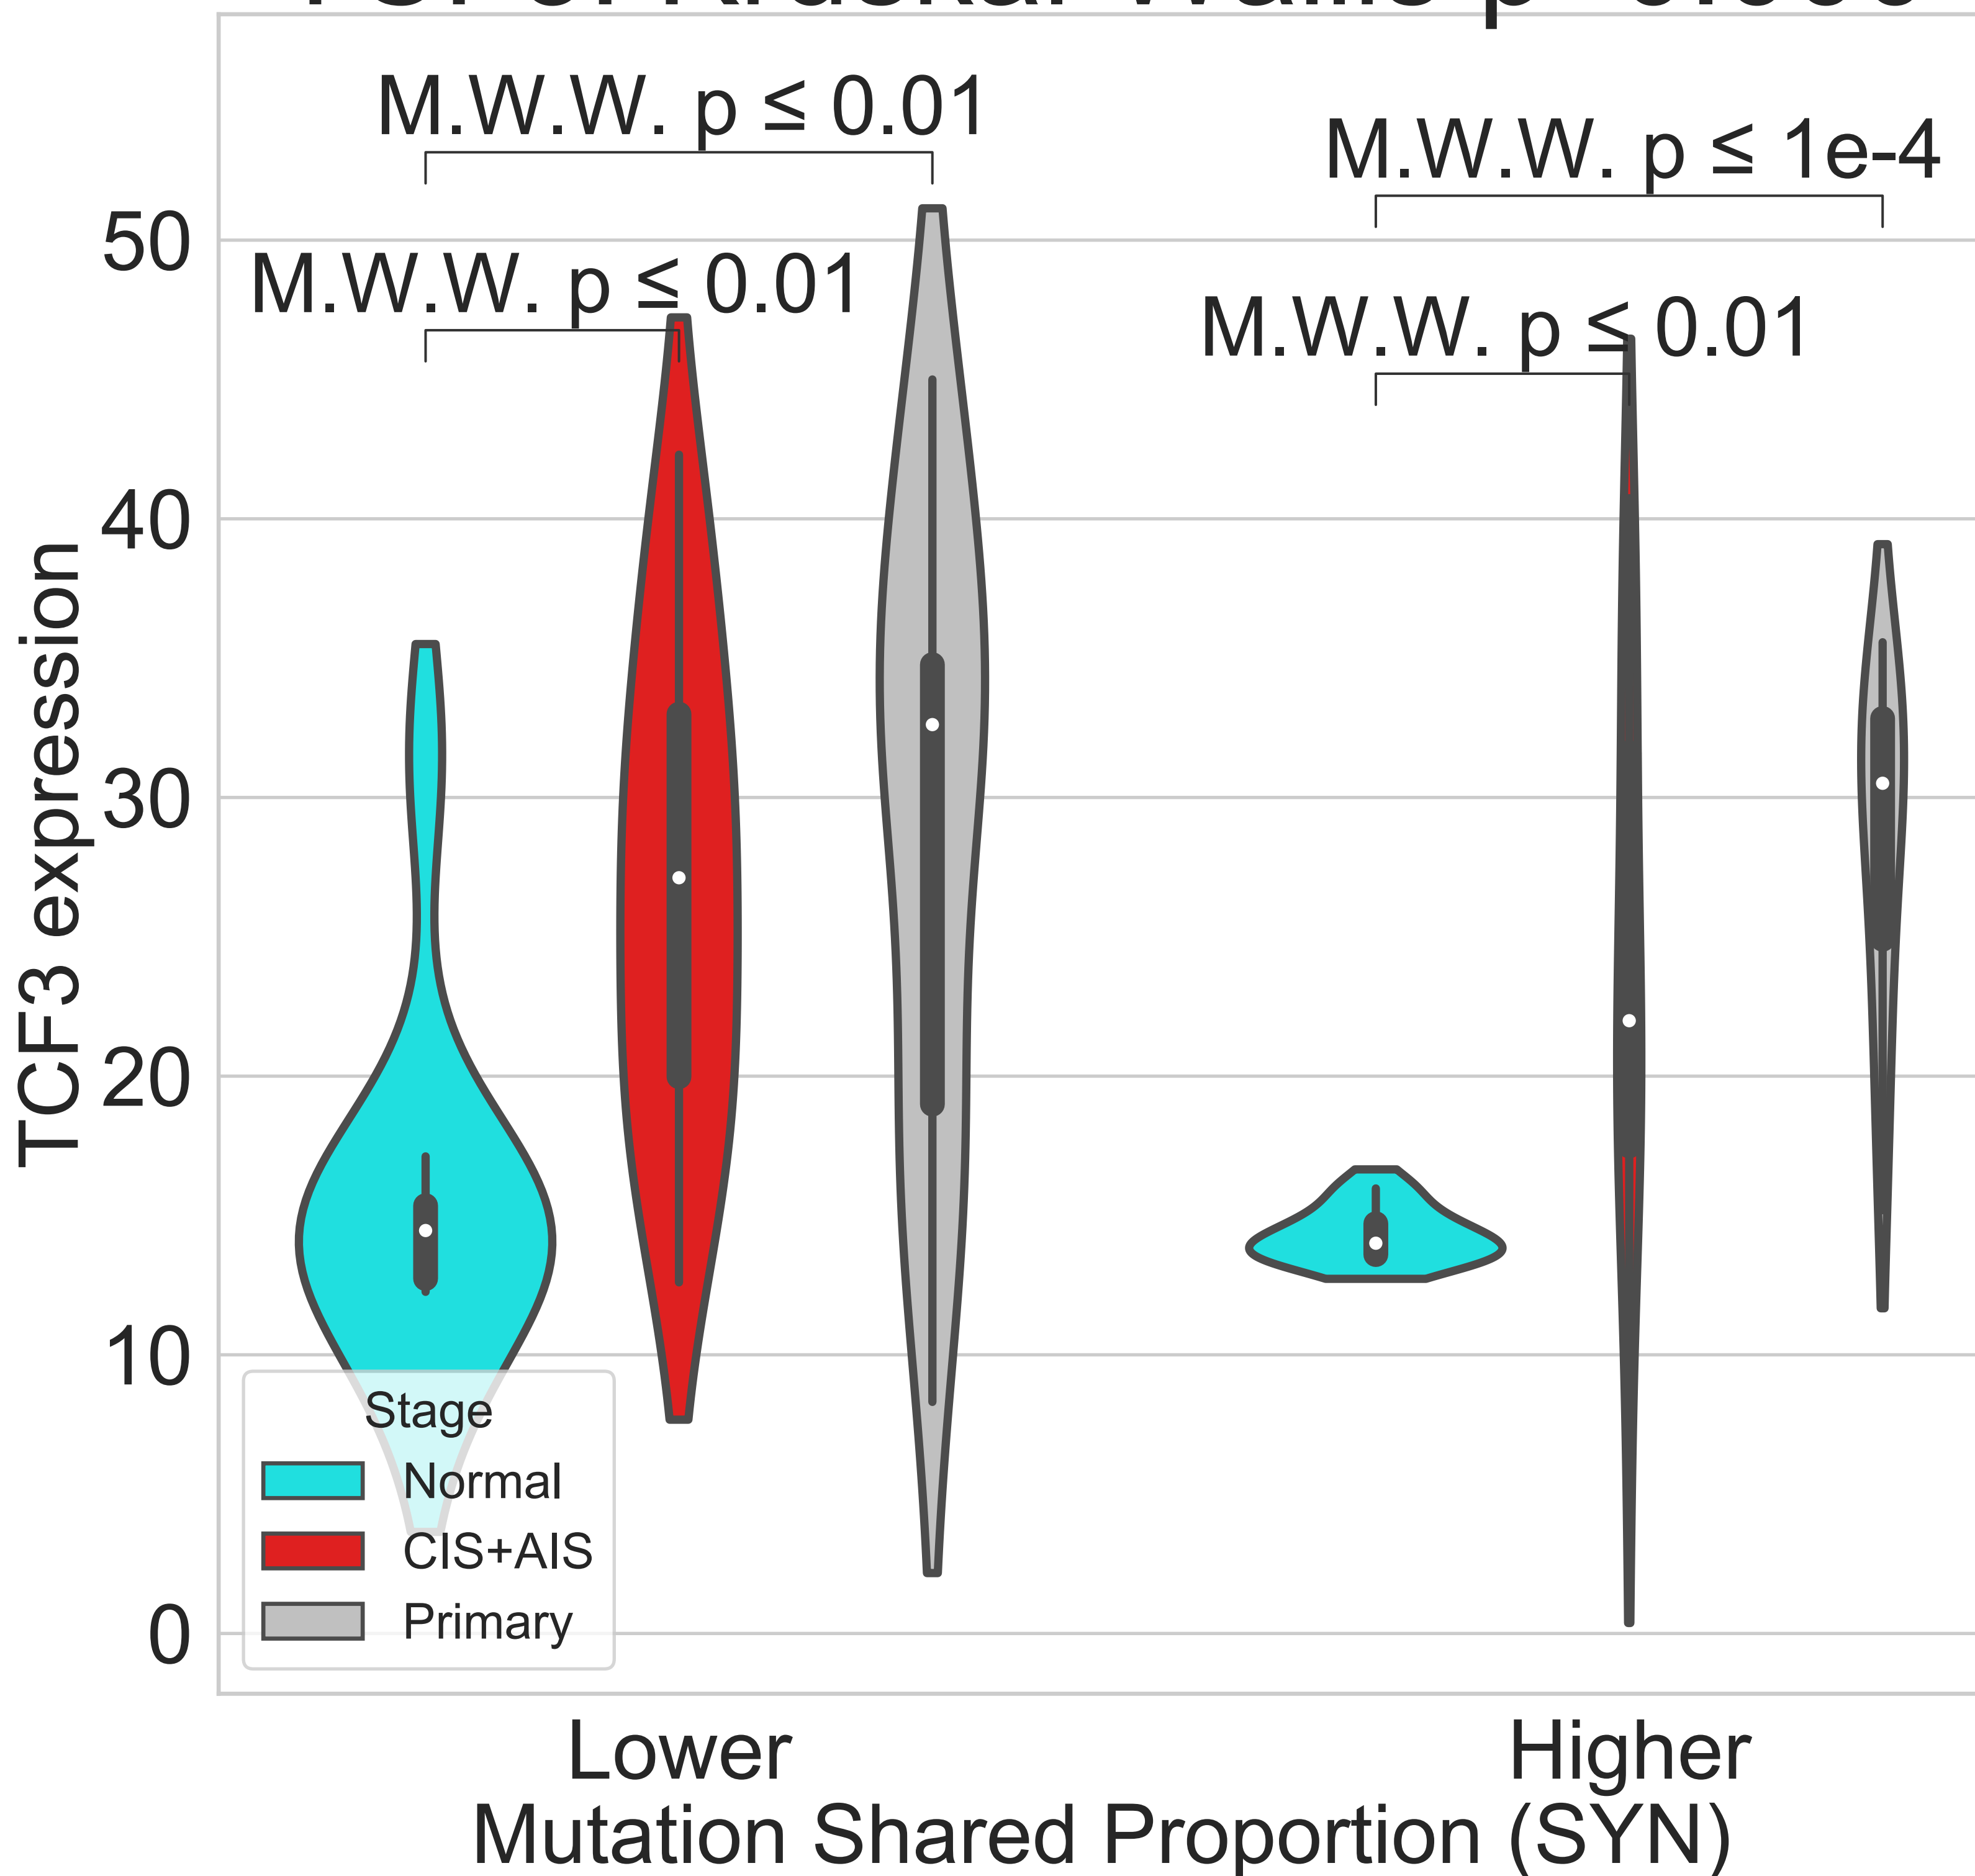 M.W.W. p ≤ 0.01
M.W.W. p ≤ 1e-4
M.W.W. p ≤ 0.01
M.W.W. p ≤ 0.01
50
40
30
20
10
0
TCF3 expression
Stage
Normal
CIS+AIS
Primary
Lower
Higher
Mutation Shared Proportion (SYN)